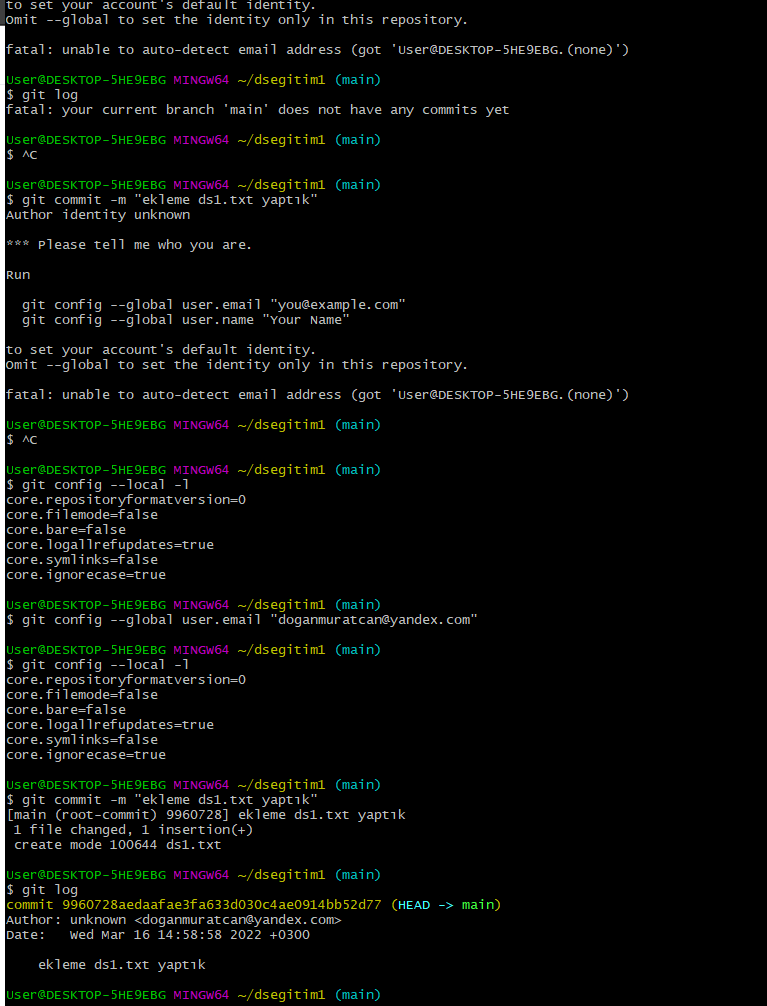 to set your account's default identity.
Omit --global to set the identity only in this repository.
fatal: unable to auto-detect email address (got 'User@DESKTOP-5HE9EBG.(none)')
User@DESKTOP-5HE9EBG MINGW64 ~/dsegitim1 (main)
$ git log
fatal: your current branch 'main' does not have any commits yet
User@DESKTOP-5HE9EBG MINGW64 ~/dsegitim1 (main)
$ ^C
User@DESKTOP-5HE9EBG MINGW64 ~/dsegitim1 (main)
$ git commit -m "ekleme ds1.txt yaptık"
Author identity unknown
*** Please tell me who you are.
Run
  git config --global user.email "you@example.com"
  git config --global user.name "Your Name"
to set your account's default identity.
Omit --global to set the identity only in this repository.
fatal: unable to auto-detect email address (got 'User@DESKTOP-5HE9EBG.(none)')
User@DESKTOP-5HE9EBG MINGW64 ~/dsegitim1 (main)
$ ^C
User@DESKTOP-5HE9EBG MINGW64 ~/dsegitim1 (main)
$ git config --local -l
core.repositoryformatversion=0
core.filemode=false
core.bare=false
core.logallrefupdates=true
core.symlinks=false
core.ignorecase=true
User@DESKTOP-5HE9EBG MINGW64 ~/dsegitim1 (main)
$ git config --global user.email "doganmuratcan@yandex.com"
User@DESKTOP-5HE9EBG MINGW64 ~/dsegitim1 (main)
$ git config --local -l
core.repositoryformatversion=0
core.filemode=false
core.bare=false
core.logallrefupdates=true
core.symlinks=false
core.ignorecase=true
User@DESKTOP-5HE9EBG MINGW64 ~/dsegitim1 (main)
$ git commit -m "ekleme ds1.txt yaptık"
[main (root-commit) 9960728] ekleme ds1.txt yaptık
 1 file changed, 1 insertion(+)
 create mode 100644 ds1.txt
User@DESKTOP-5HE9EBG MINGW64 ~/dsegitim1 (main)
$ git log
commit 9960728aedaafae3fa633d030c4ae0914bb52d77 (HEAD -> main)
Author: unknown <doganmuratcan@yandex.com>
Date:   Wed Mar 16 14:58:58 2022 +0300
    ekleme ds1.txt yaptık
User@DESKTOP-5HE9EBG MINGW64 ~/dsegitim1 (main)